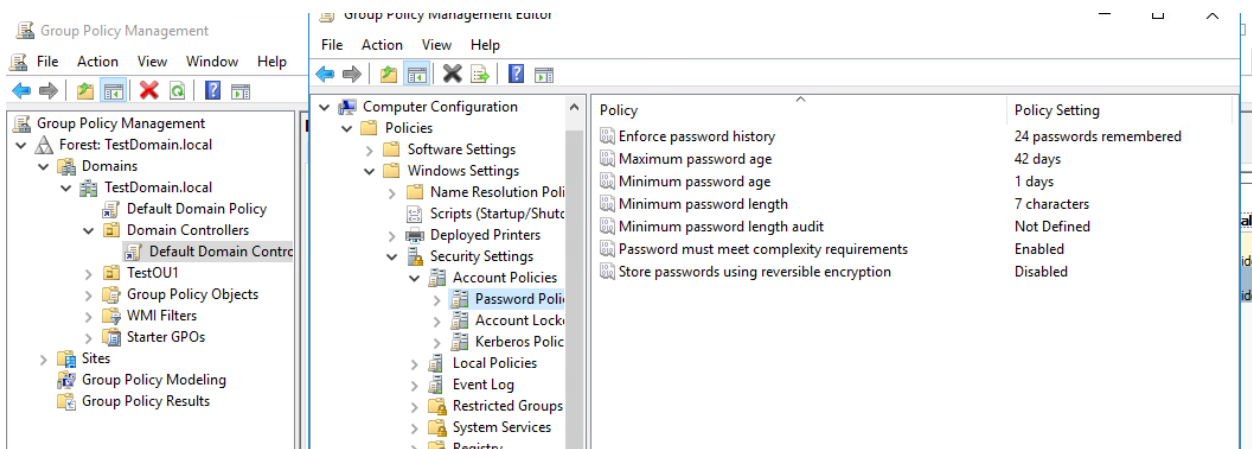 Group Policy Management
File Action View Window Help
Group Policy Management
Forest: TestDomain.local
Domains
TestDomain.local
Default Domain Policy
Domain Controllers
Default Domain Contrc
TestOU1
Group Policy Objects
WMI Filters
Starter GPOs
Sites
Group Policy Modeling
Group Policy Results
Group Policy Management Editor
File Action View Help
Computer Configuration
Policies
Software Settings
Windows Settings
Name Resolution Poli
Scripts (Startup/Shutd
Deployed Printers
Security Settings
Account Policies
Password Poli
Account Locko
Kerberos Polic
Local Policies
Event Log
Restricted Groups
System Services
Registry
Policy Policy Setting
Enforce password history 24 passwords remembered
Maximum password age 42 days
Minimum password age 1 days
Minimum password length 7 characters
Minimum password length audit Not Defined
Password must meet complexity requirements Enabled
Store passwords using reversible encryption Disabled